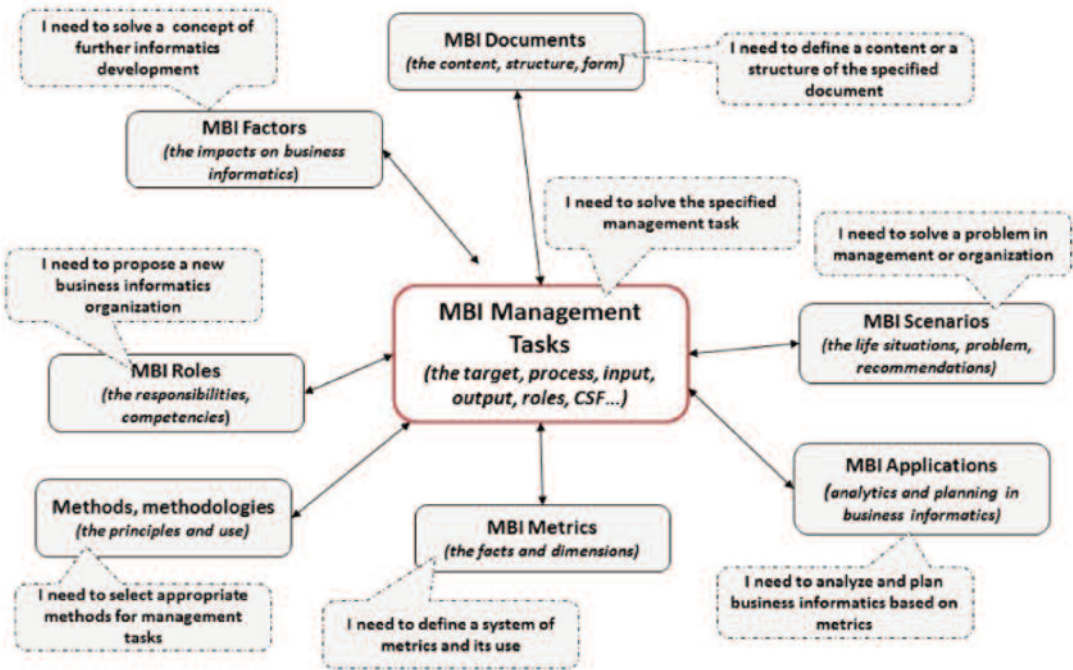 I need to solve a concept of
further informatics
development
MBI Documents
(the content, structure, form)
I need to define a content or a
structure of the specified
document
MBI Factors
(the impacts on business
informatics)
I need to solve the specified
management task
I need to solve a problem in
management or organization
I need to propose a new
business informatics
organization
MBI Management
Tasks
(the target, process, input,
output, roles, CSF...)
MBI Scenarios
(the life situations, problem,
recommendations)
MBI Roles
(the responsibilities,
competencies)
MBI Applications
(analytics and planning in
business informatics)
Methods, methodologies
(the principles and use)
MBI Metrics
(the facts and dimensions)
I need to select appropriate
methods for management
tasks
I need to define a system of
metrics and its use
I need to analyze and plan
business informatics based on
metrics